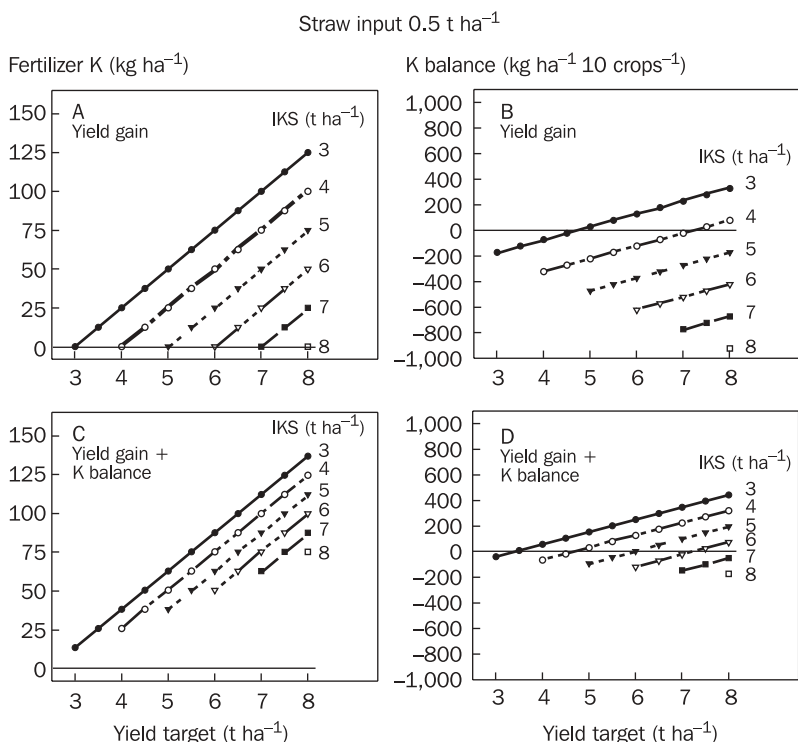 Straw input 0.5 t ha⁻¹
Fertilizer K (kg ha⁻¹)
150
125
100
75
50
25
0
A
Yield gain
IKS (t ha⁻¹)
3
4
5
6
7
8
3 4 5 6 7 8
K balance (kg ha⁻¹ 10 crops⁻¹)
1,000
800
600
400
200
0
–200
–400
–600
–800
–1,000
B
Yield gain
IKS (t ha⁻¹)
3
4
5
6
7
8
150
125
100
75
50
25
0
C
Yield gain +
K balance
IKS (t ha⁻¹)
3
4
5
6
7
8
3 4 5 6 7 8
Yield target (t ha⁻¹)
1,000
800
600
400
200
0
–200
–400
–600
–800
–1,000
D
Yield gain +
K balance
IKS (t ha⁻¹)
3
4
5
6
7
8
3 4 5 6 7 8
Yield target (t ha⁻¹)